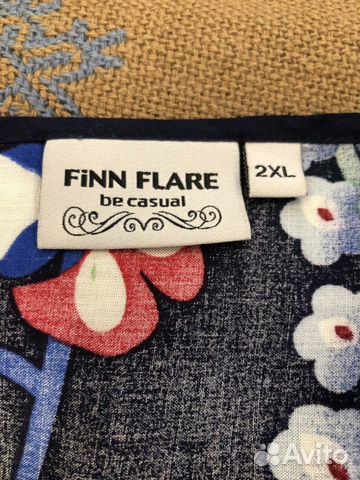 FiNN FLARE
be casual
2XL
Avito